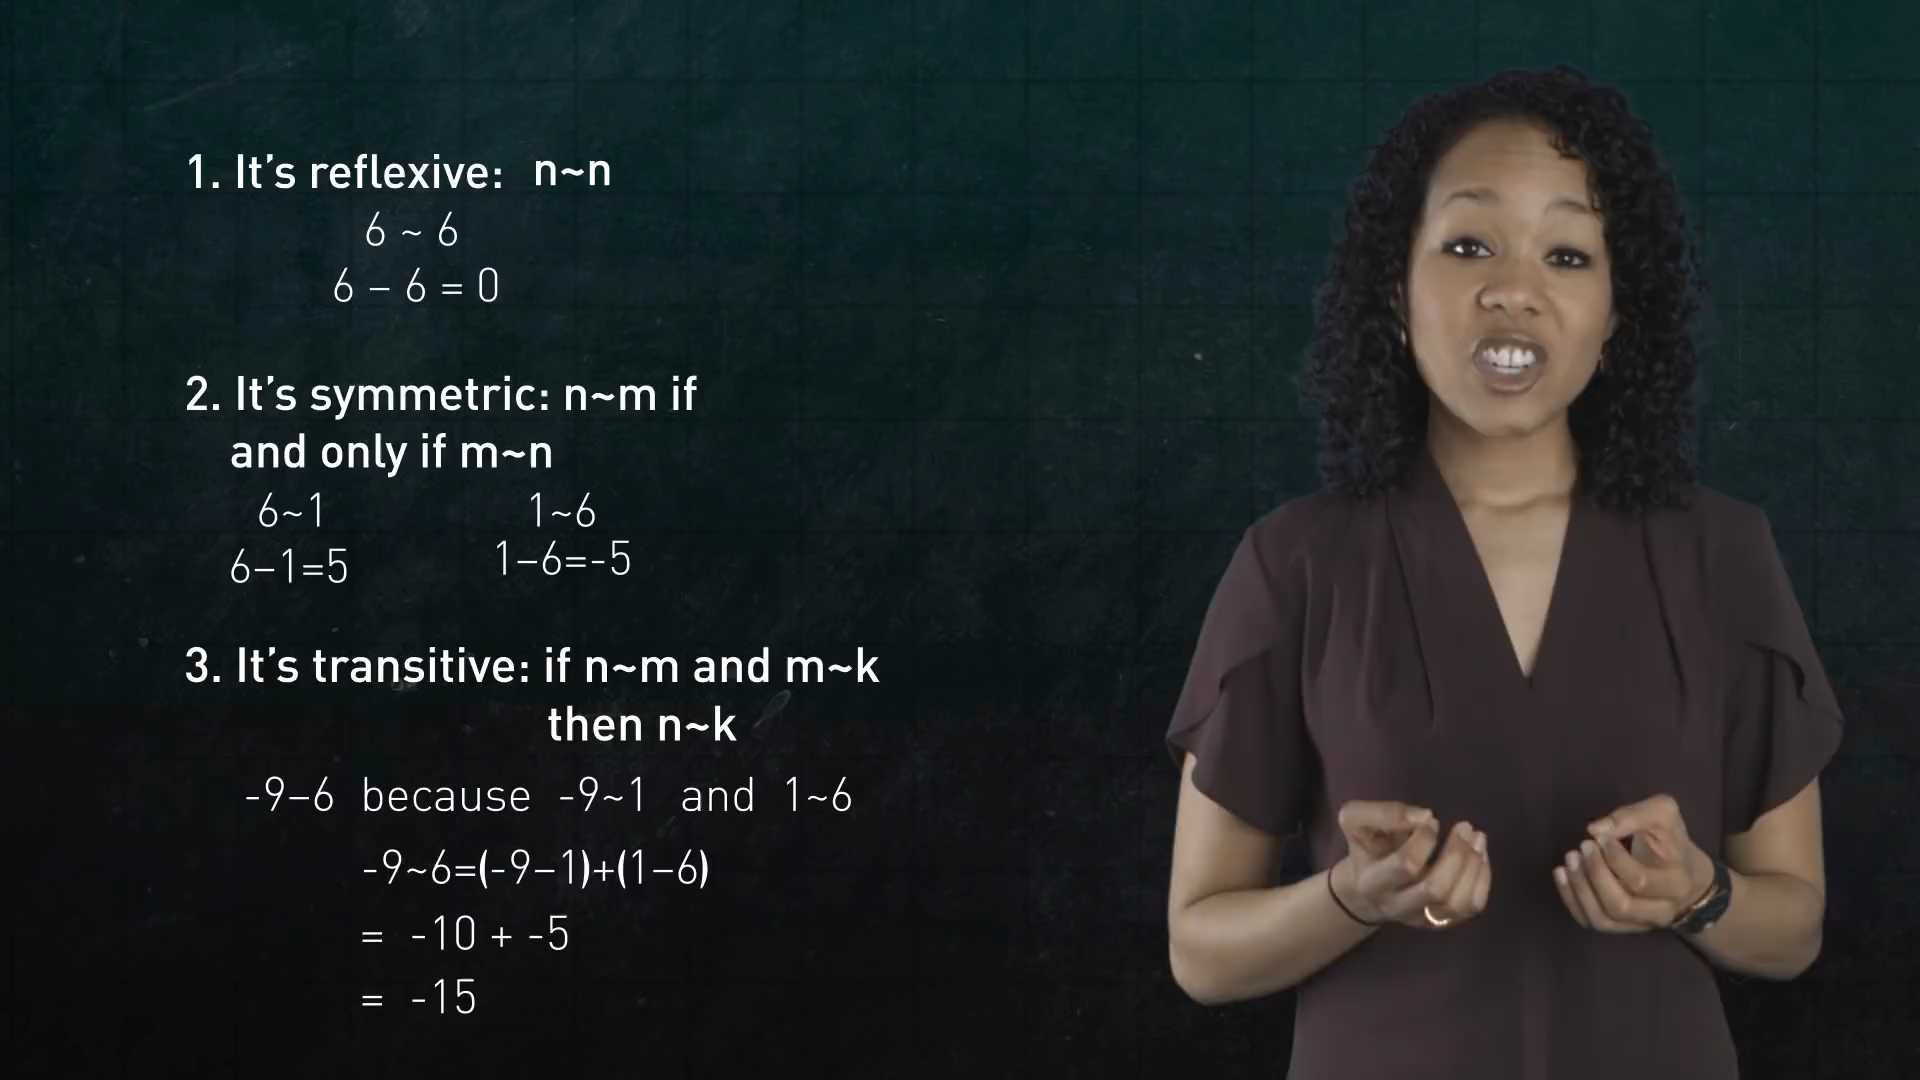 1. It's reflexive: n~n
6 ~ 6
6 – 6 = 0
2. It's symmetric: n~m if
and only if m~n
6~1 1~6
6–1=5 1–6=-5
3. It's transitive: if n~m and m~k
then n~k
-9–6 because -9~1 and 1~6
-9~6=(-9–1)+(1–6)
= -10 + -5
= -15